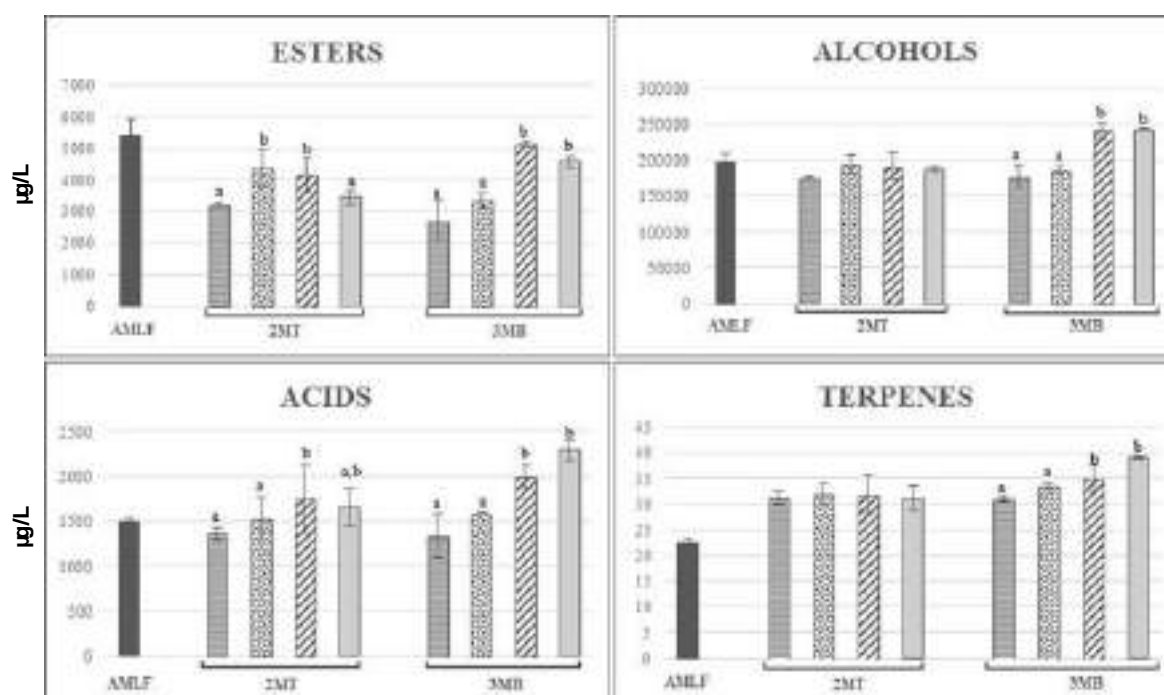 ESTERS
7000
6000
5000
4000
3000
2000
1000
0
µg/L
a
b
b
a
a
a
b
b
AMLF
2MT
3MB
ALCOHOLS
300000
250000
200000
150000
100000
50000
0
a
a
b
b
AMLF
2MT
3MB
ACIDS
2500
2000
1500
1000
500
0
µg/L
a
a
b
a,b
a
a
b
b
AMLF
2MT
3MB
TERPENES
45
40
35
30
25
20
15
10
5
0
a
a
b
b
AMLF
2MT
3MB